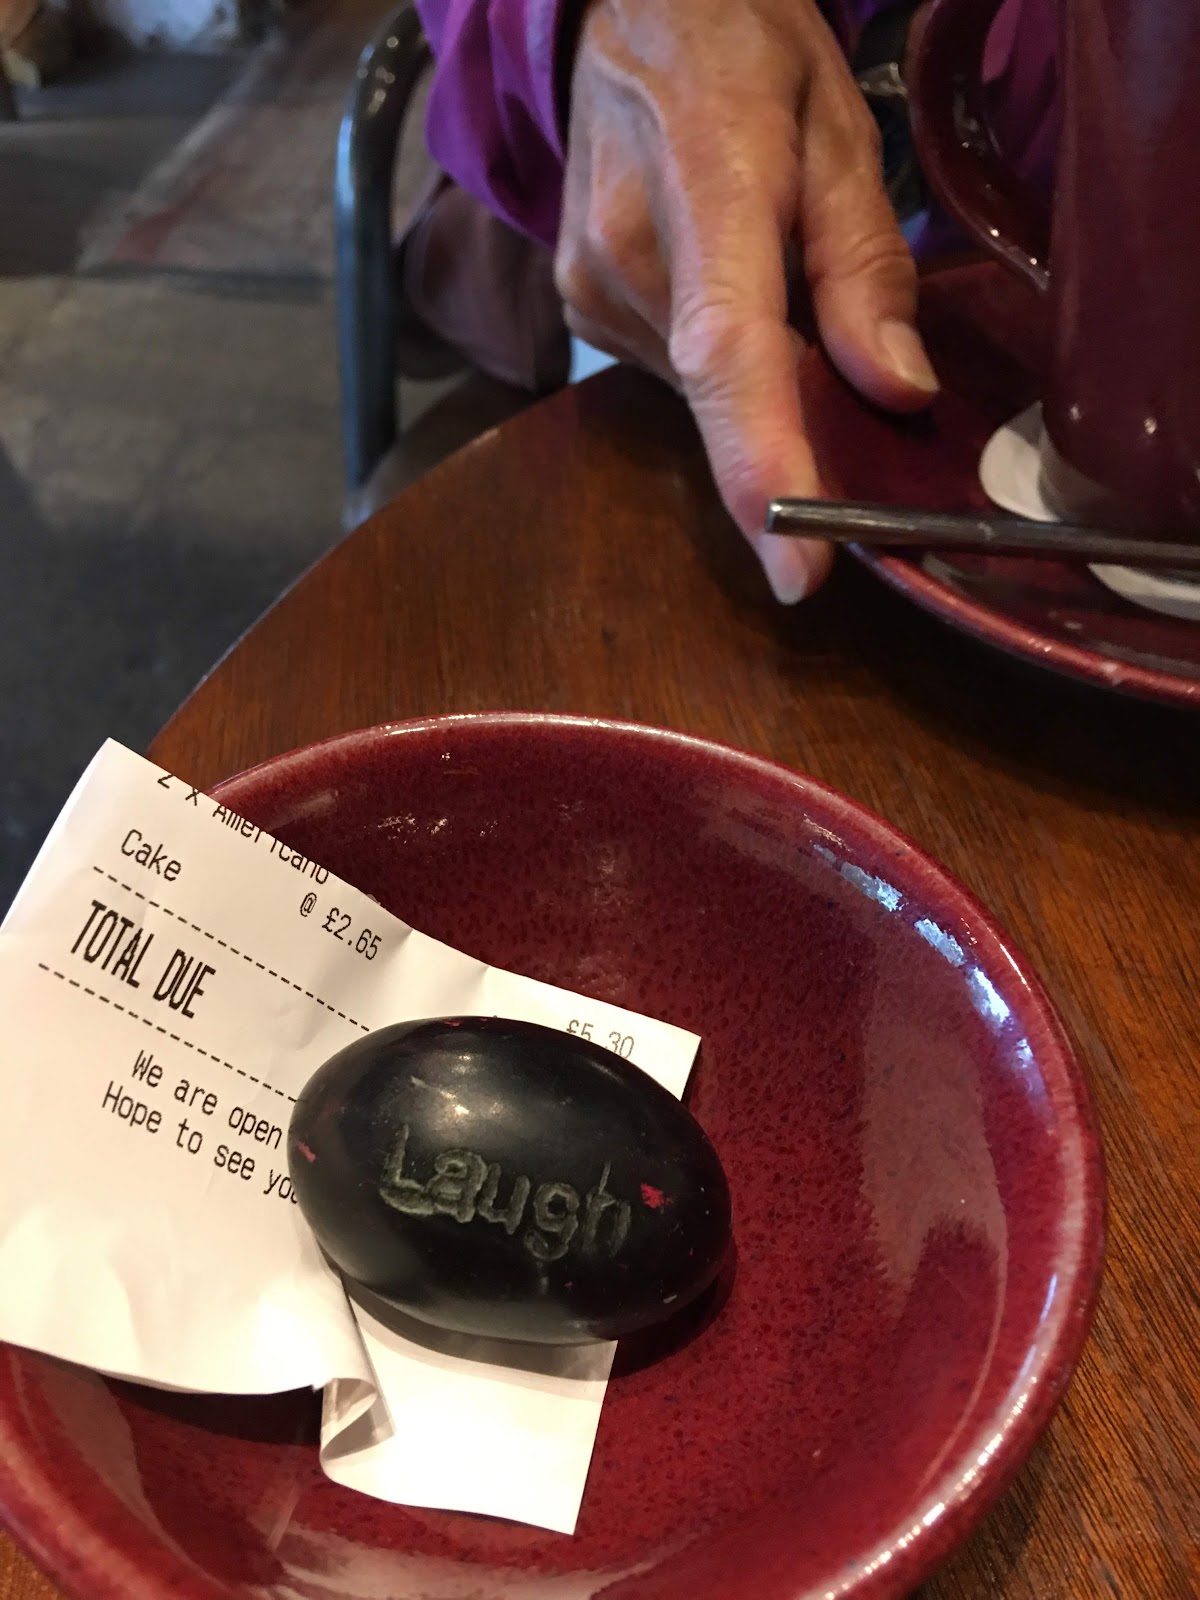 2 x Americano
@ £2.65
Cake
£5.30
TOTAL DUE
We are open
Hope to see you
Laugh